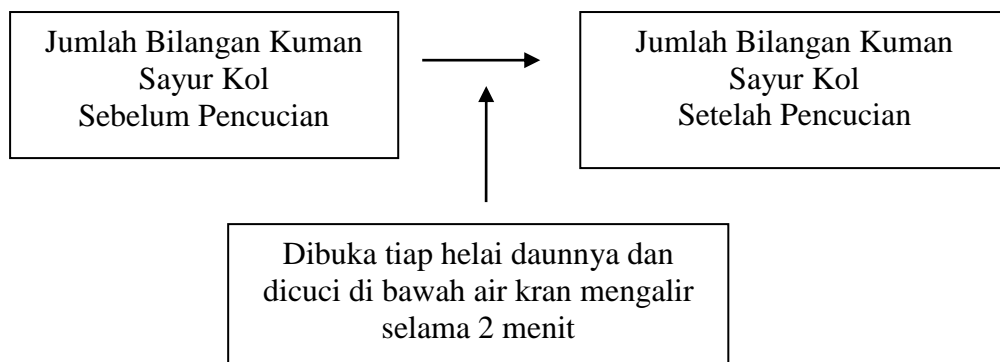 Jumlah Bilangan Kuman
Sayur Kol
Sebelum Pencucian
Jumlah Bilangan Kuman
Sayur Kol
Setelah Pencucian
Dibuka tiap helai daunnya dan
dicuci di bawah air kran mengalir
selama 2 menit